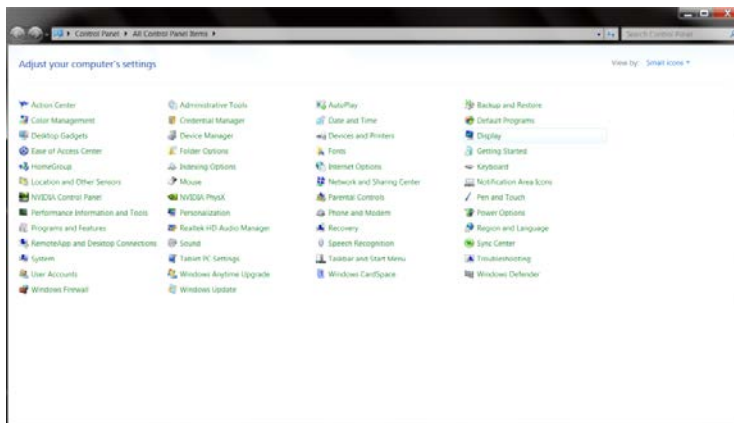 Control Panel All Control Panel Items Search Control Panel
Adjust your computer's settings View by: Small icons
Action Center Administrative Tools AutoPlay Backup and Restore
Color Management Credential Manager Date and Time Default Programs
Desktop Gadgets Device Manager Devices and Printers Display
Ease of Access Center Folder Options Fonts Getting Started
HomeGroup Indexing Options Internet Options Keyboard
Location and Other Sensors Mouse Network and Sharing Center Notification Area Icons
NVIDIA Control Panel NVIDIA PhysX Parental Controls Pen and Touch
Performance Information and Tools Personalization Phone and Modem Power Options
Programs and Features Realtek HD Audio Manager Recovery Region and Language
RemoteApp and Desktop Connections Sound Speech Recognition Sync Center
System Tablet PC Settings Taskbar and Start Menu Troubleshooting
User Accounts Windows Anytime Upgrade Windows CardSpace Windows Defender
Windows Firewall Windows Update